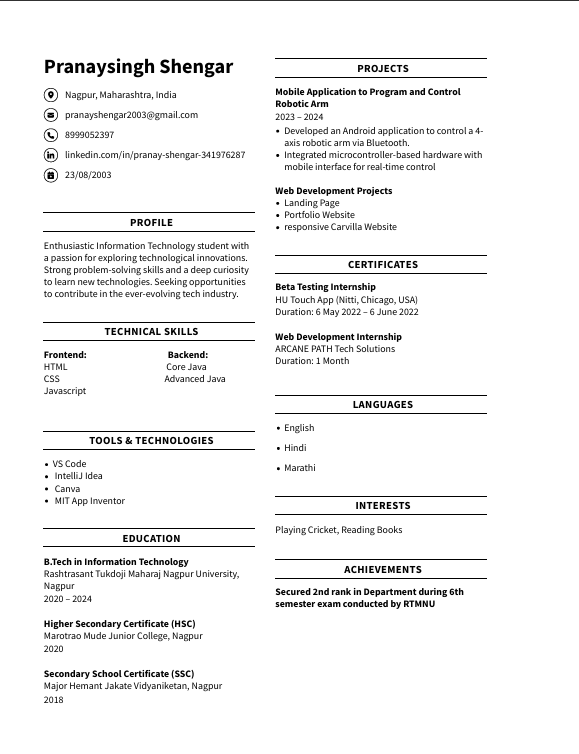 Pranaysingh Shengar
Nagpur, Maharashtra, India
pranayshengar2003@gmail.com
8999052397
linkedin.com/in/pranay-shengar-341976287
23/08/2003
PROFILE
Enthusiastic Information Technology student with
a passion for exploring technological innovations.
Strong problem-solving skills and a deep curiosity
to learn new technologies. Seeking opportunities
to contribute in the ever-evolving tech industry.
TECHNICAL SKILLS
Frontend: Backend:
HTML Core Java
CSS Advanced Java
Javascript
TOOLS & TECHNOLOGIES
• VS Code
• IntelliJ Idea
• Canva
• MIT App Inventor
EDUCATION
B.Tech in Information Technology
Rashtrasant Tukdoji Maharaj Nagpur University,
Nagpur
2020 – 2024
Higher Secondary Certificate (HSC)
Marotrao Mude Junior College, Nagpur
2020
Secondary School Certificate (SSC)
Major Hemant Jakate Vidyaniketan, Nagpur
2018
PROJECTS
Mobile Application to Program and Control
Robotic Arm
2023 – 2024
• Developed an Android application to control a 4-
axis robotic arm via Bluetooth.
• Integrated microcontroller-based hardware with
mobile interface for real-time control
Web Development Projects
• Landing Page
• Portfolio Website
• responsive Carvilla Website
CERTIFICATES
Beta Testing Internship
HU Touch App (Nitti, Chicago, USA)
Duration: 6 May 2022 – 6 June 2022
Web Development Internship
ARCANE PATH Tech Solutions
Duration: 1 Month
LANGUAGES
• English
• Hindi
• Marathi
INTERESTS
Playing Cricket, Reading Books
ACHIEVEMENTS
Secured 2nd rank in Department during 6th
semester exam conducted by RTMNU